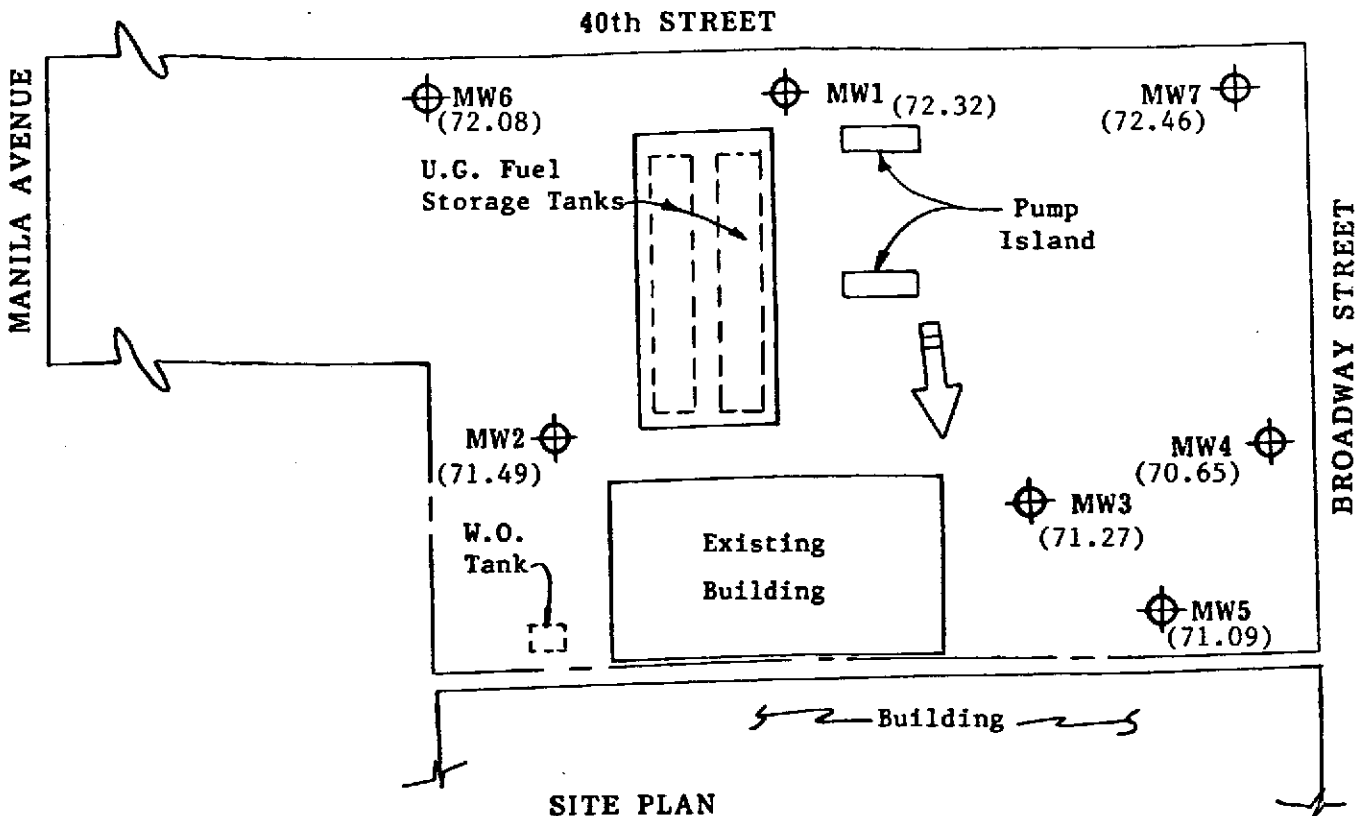 40th STREET
MANILA AVENUE
MW6
(72.08)
MW1 (72.32)
MW7
(72.46)
U.G. Fuel
Storage Tanks
Pump
Island
BROADWAY STREET
MW2
(71.49)
MW4
(70.65)
MW3
(71.27)
W.O.
Tank
Existing
Building
MW5
(71.09)
Building
SITE PLAN